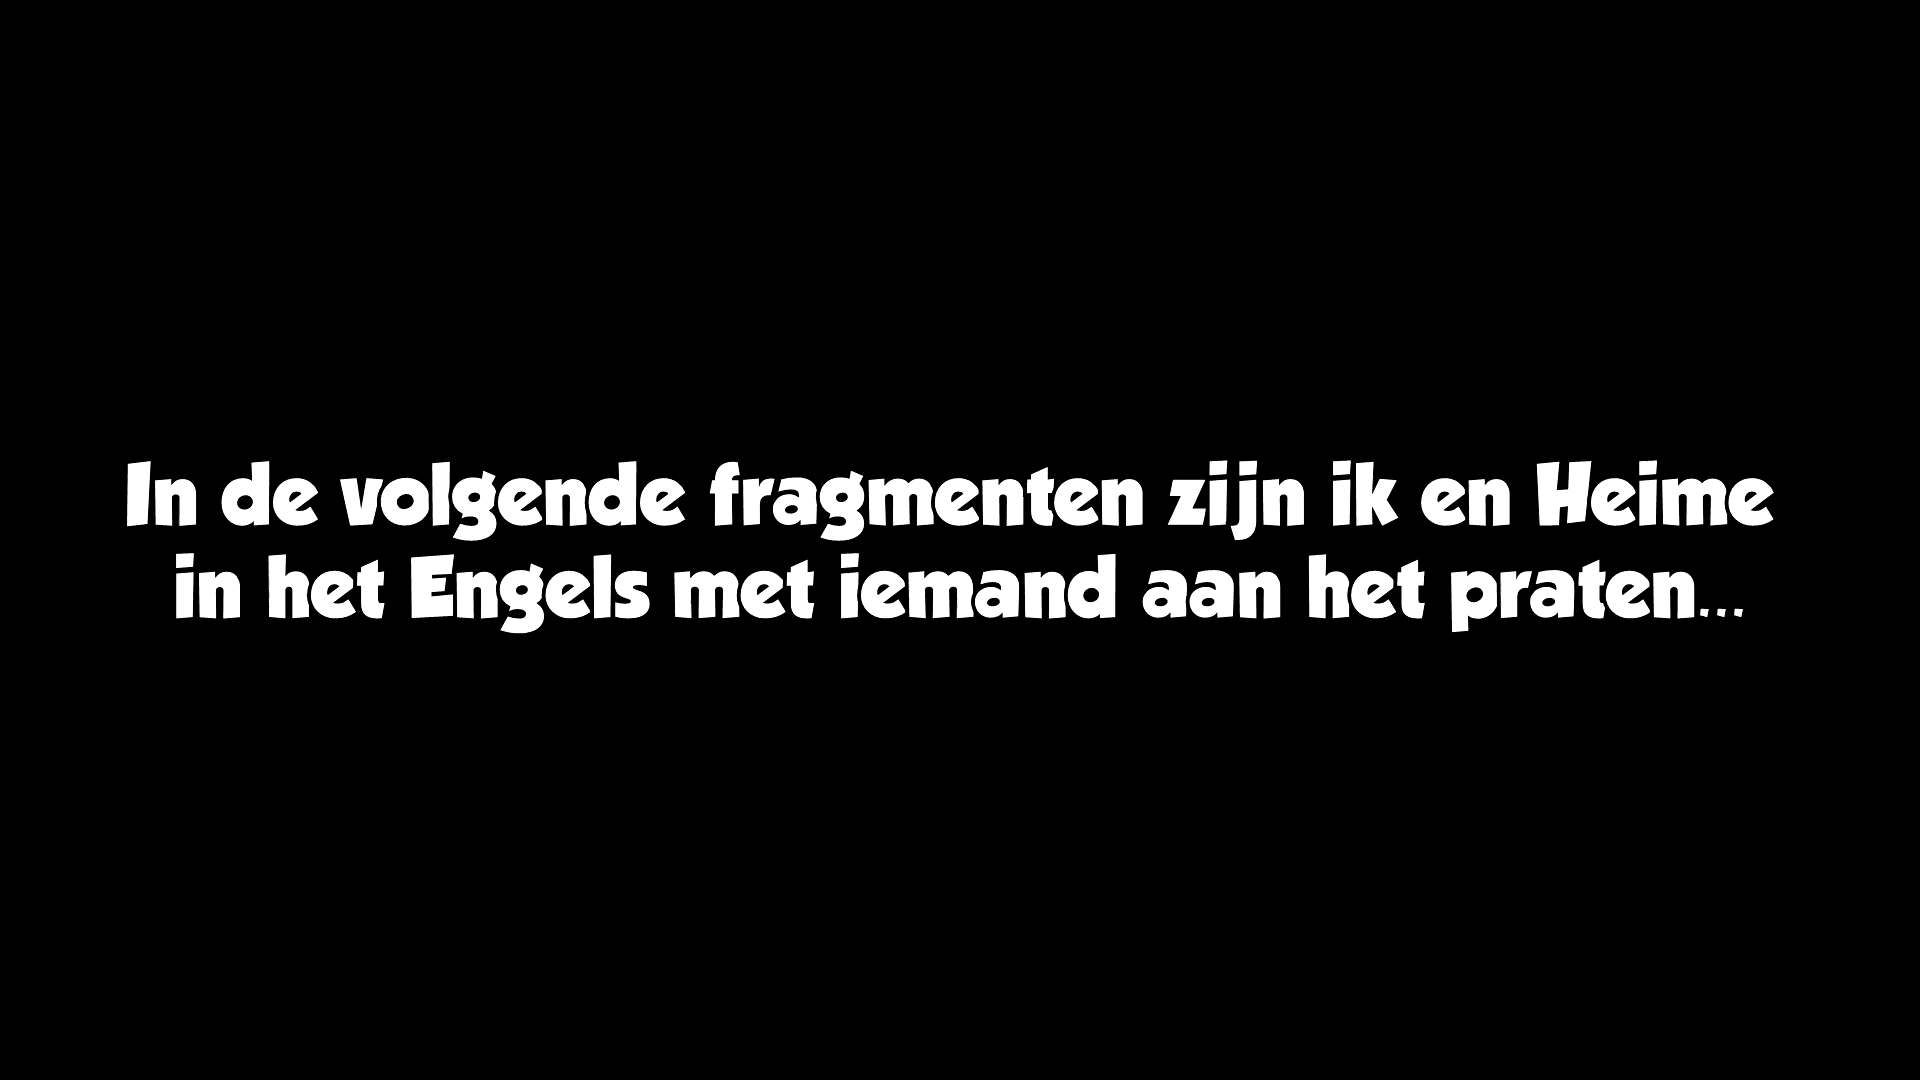 In de volgende fragmenten zijn ik en Heime
in het Engels met iemand aan het praten...